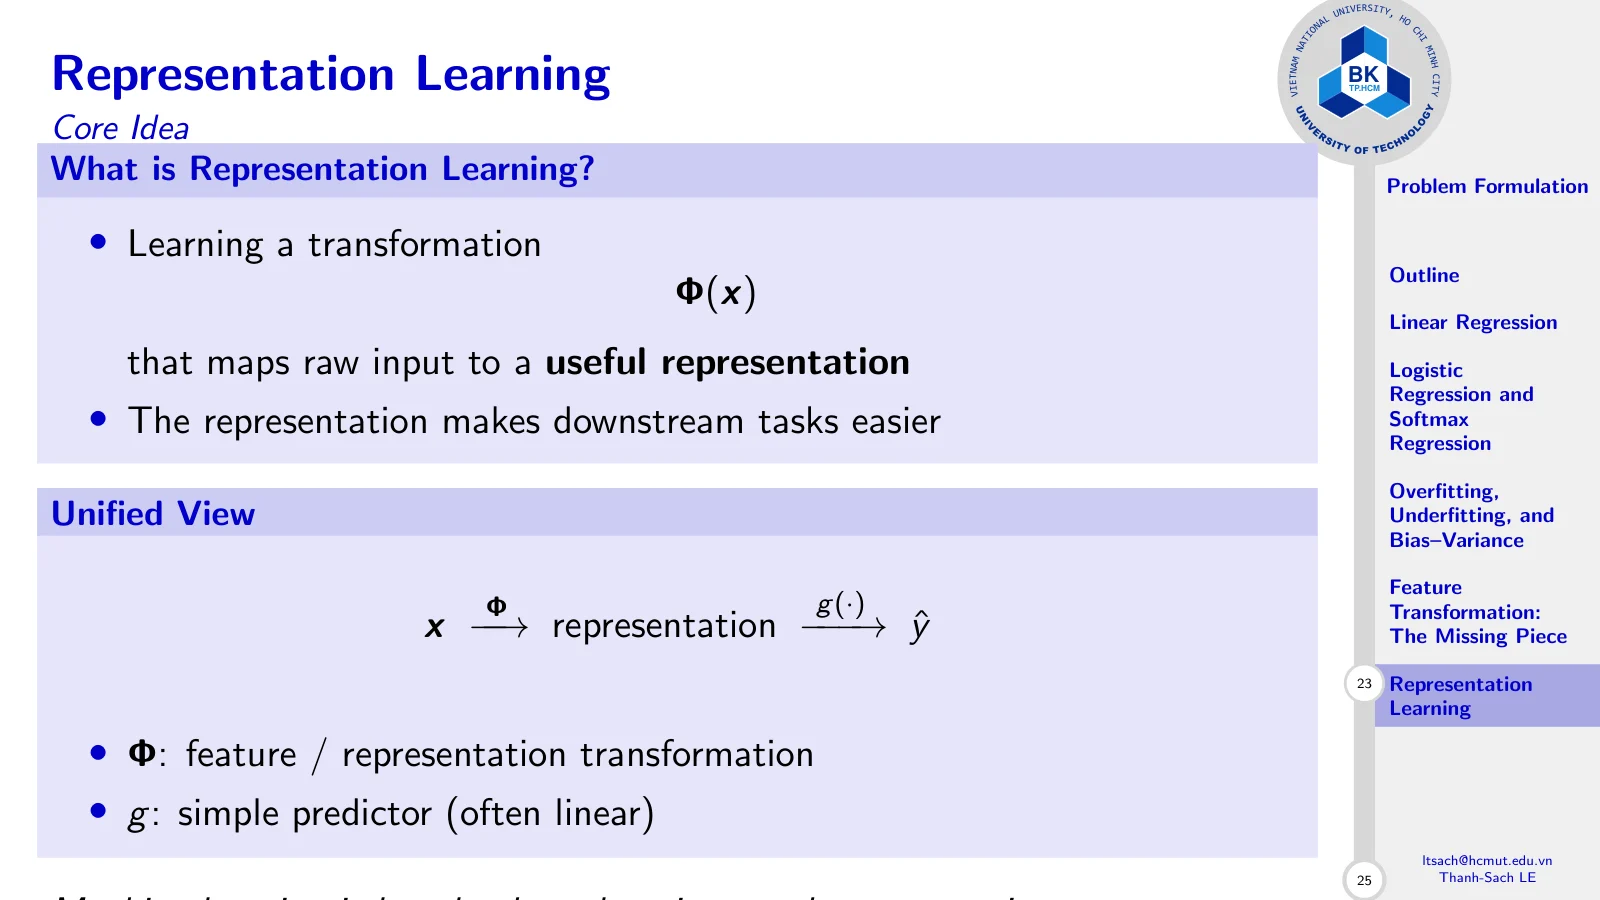 Representation Learning
Core Idea
What is Representation Learning?
• Learning a transformation
Φ(x)
that maps raw input to a useful representation
• The representation makes downstream tasks easier
Unified View
x —Φ→ representation —g(·)→ ŷ
• Φ: feature / representation transformation
• g: simple predictor (often linear)
VIETNAM NATIONAL UNIVERSITY, HO CHI MINH CITY
BK
TP.HCM
UNIVERSITY OF TECHNOLOGY
Problem Formulation
Outline
Linear Regression
Logistic
Regression and
Softmax
Regression
Overfitting,
Underfitting, and
Bias–Variance
Feature
Transformation:
The Missing Piece
23
Representation
Learning
ltsach@hcmut.edu.vn
Thanh-Sach LE
25